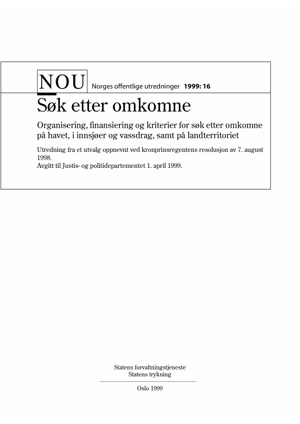 NOU Norges offentlige utredninger 1999: 16
Søk etter omkomne
Organisering, finansiering og kriterier for søk etter omkomne
på havet, i innsjøer og vassdrag, samt på landterritoriet
Utredning fra et utvalg oppnevnt ved kronprinsregentens resolusjon av 7. august
1998.
Avgitt til Justis- og politidepartementet 1. april 1999.
Statens forvaltningstjeneste
Statens trykning
Oslo 1999